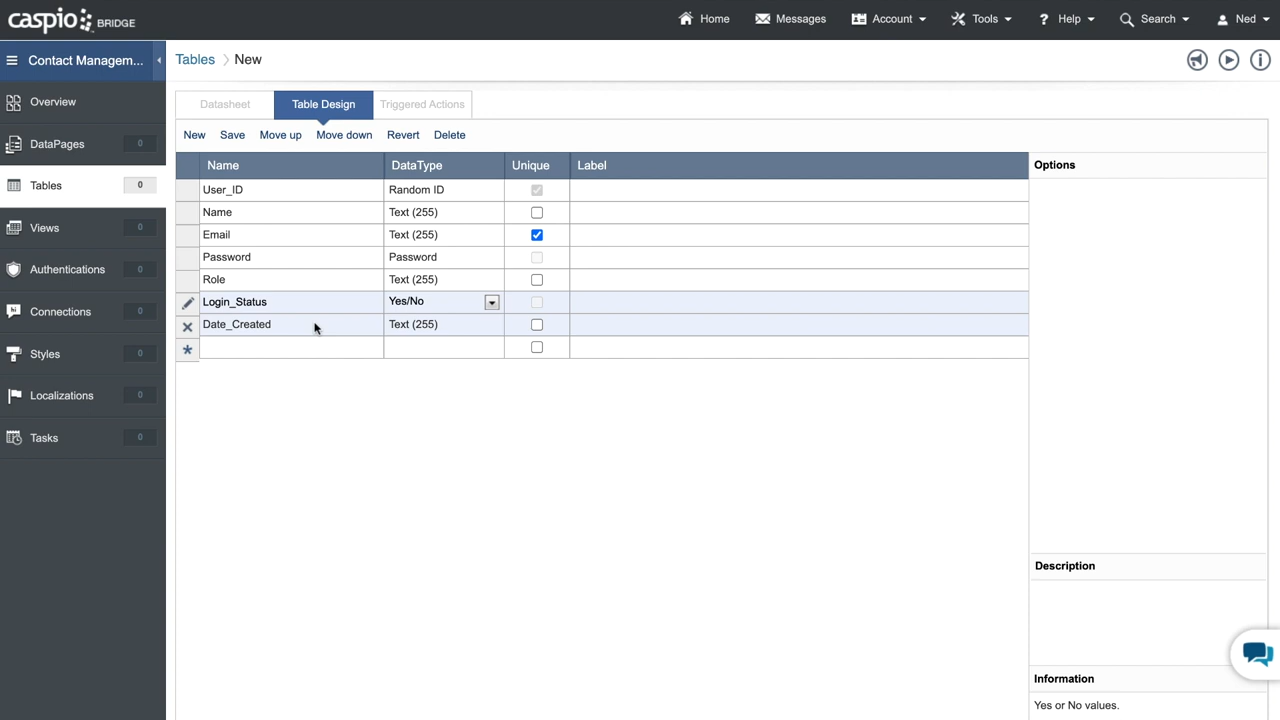 caspio BRIDGE
Home
Messages
Account
Tools
? Help
Search
Ned
Contact Managem...
Tables
New
Overview
DataPages 0
Tables 0
Views 0
Authentications 0
Connections 0
Styles 0
Localizations 0
Tasks 0
Datasheet
Table Design
Triggered Actions
New
Save
Move up
Move down
Revert
Delete
Name DataType Unique Label
User_ID Random ID
Name Text (255)
Email Text (255)
Password Password
Role Text (255)
Login_Status Yes/No
Date_Created Text (255)
Options
Description
Information
Yes or No values.